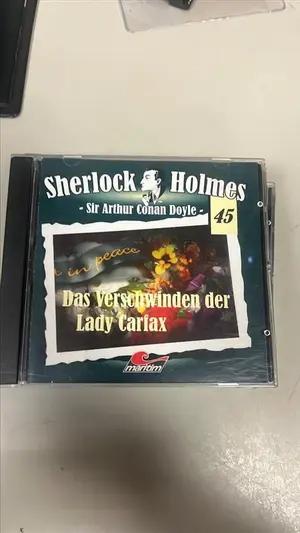 Sherlock Holmes
- Sir Arthur Conan Doyle -
45
in peace
Das Verschwinden der
Lady Carfax
maritim